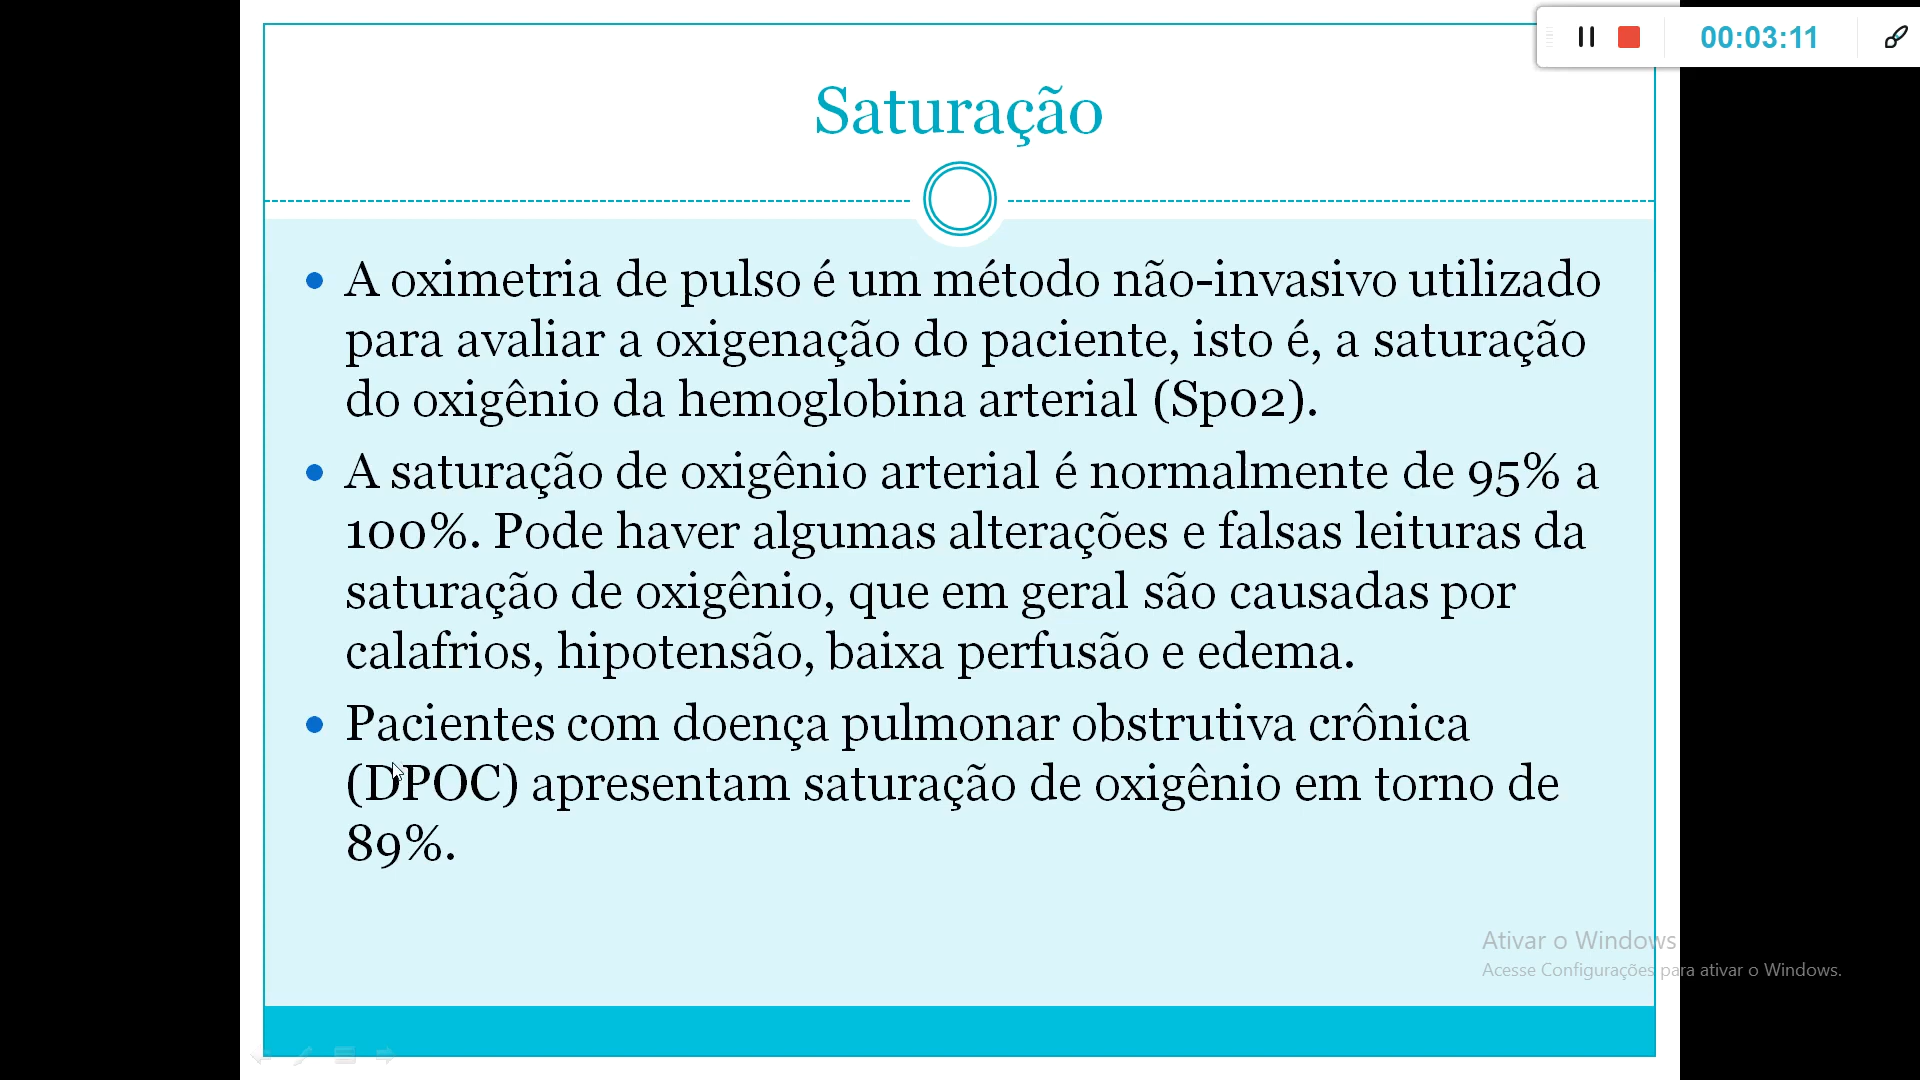 00:03:11
Saturação
A oximetria de pulso é um método não-invasivo utilizado
para avaliar a oxigenação do paciente, isto é, a saturação
do oxigênio da hemoglobina arterial (Sp02).
A saturação de oxigênio arterial é normalmente de 95% a
100%. Pode haver algumas alterações e falsas leituras da
saturação de oxigênio, que em geral são causadas por
calafrios, hipotensão, baixa perfusão e edema.
Pacientes com doença pulmonar obstrutiva crônica
(DPOC) apresentam saturação de oxigênio em torno de
89%.
Ativar o Windows
Acesse Configurações para ativar o Windows.